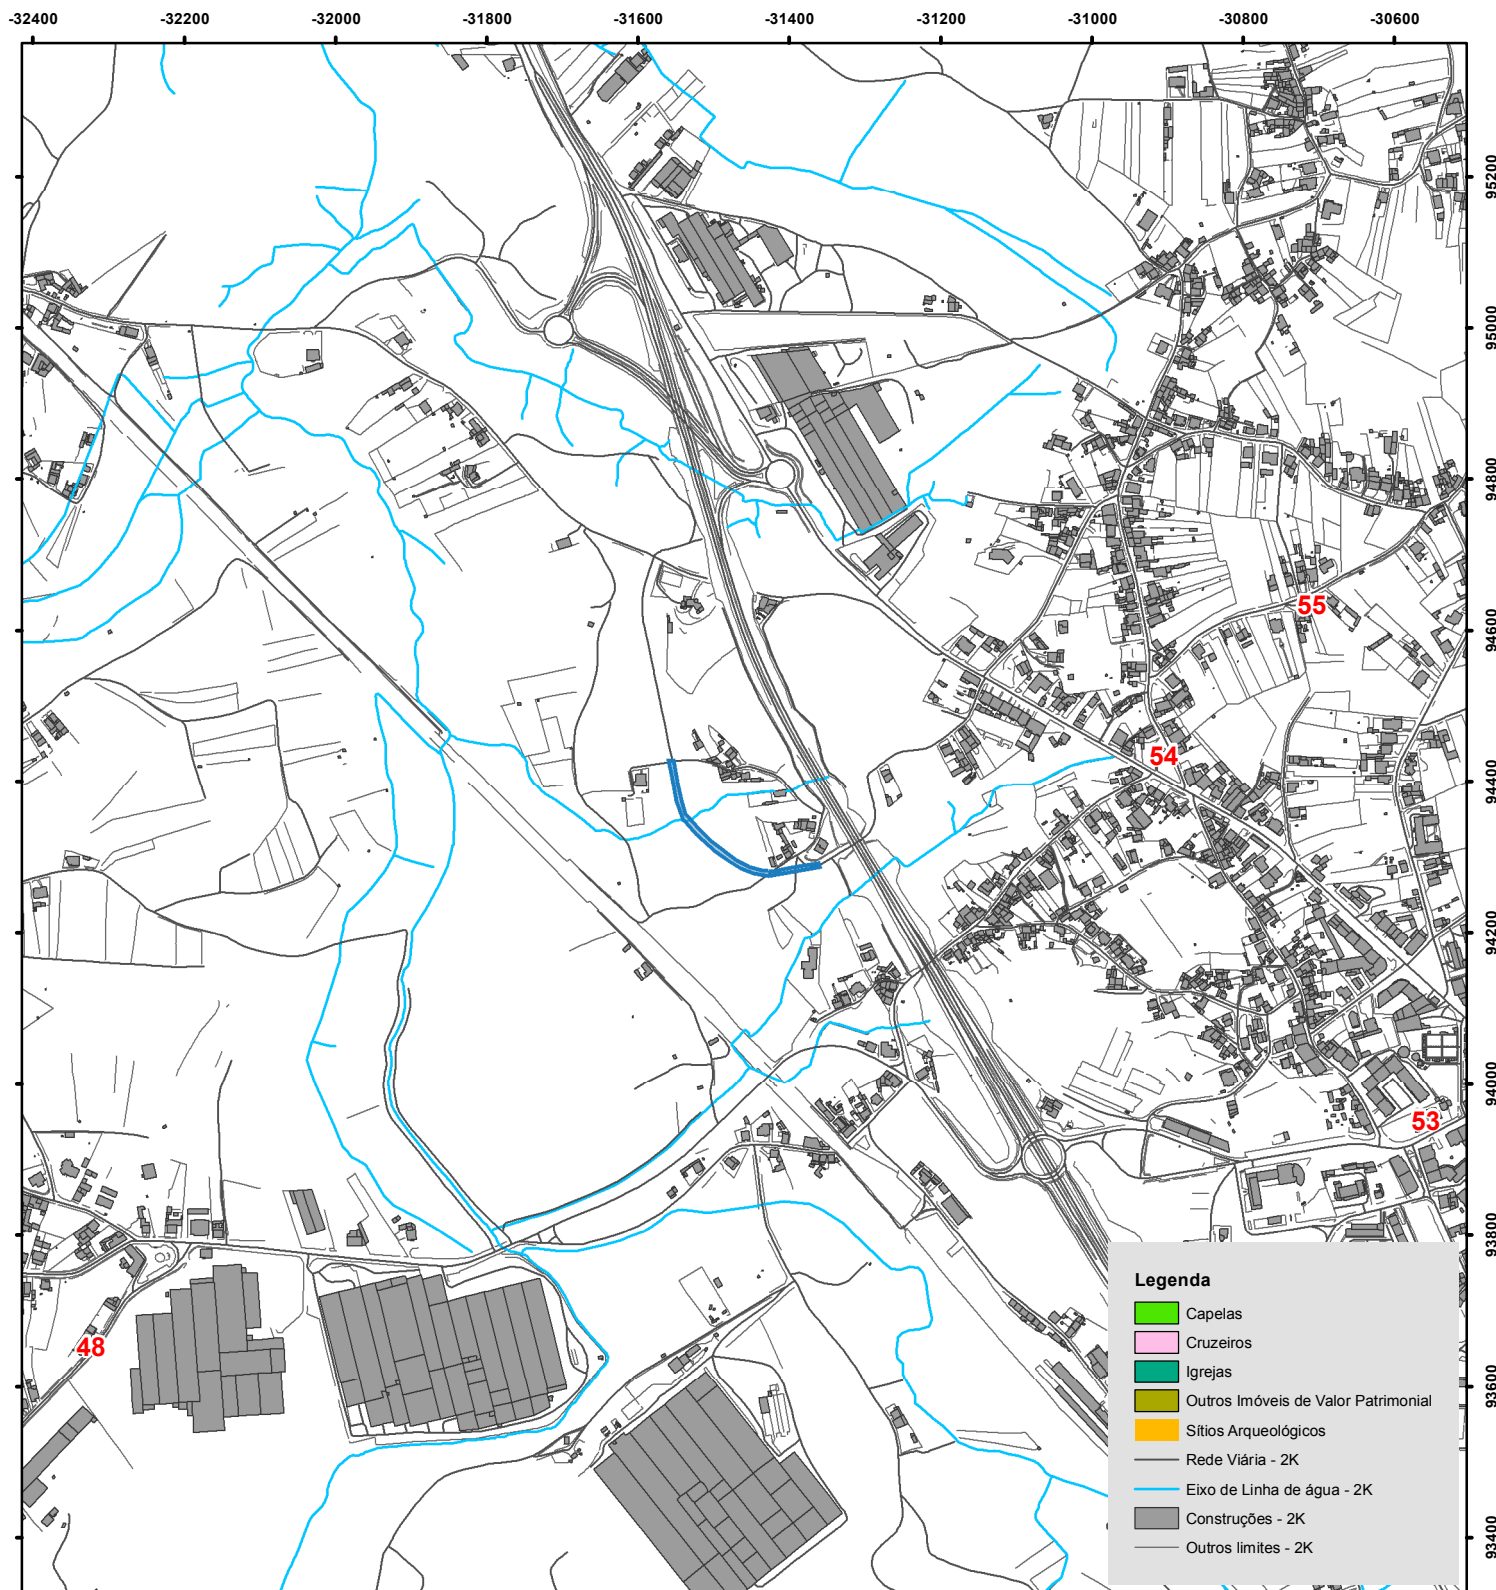 -32400 -32200 -32000 -31800 -31600 -31400 -31200 -31000 -30800 -30600
95200
95000
94800
55
94600
54
94400
94200
94000
53
93800
Legenda
Capelas
48
Cruzeiros
Igrejas
93600
Outros Imóveis de Valor Patrimonial
Sítios Arqueológicos
Rede Viária - 2K
Eixo de Linha de água - 2K
Construções - 2K
93400
Outros limites - 2K